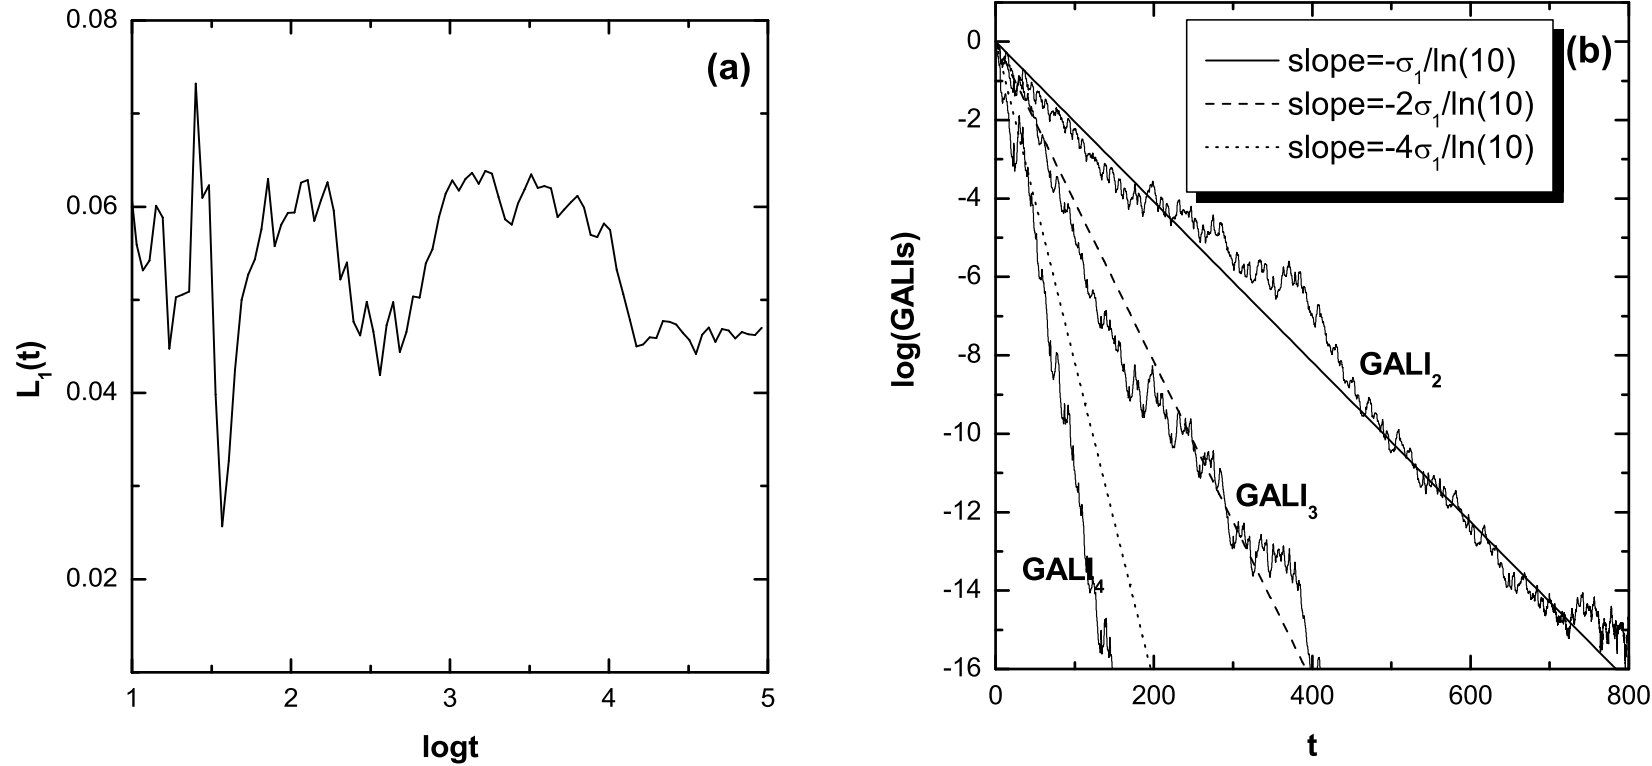 (a)
0.08
0.06
0.04
0.02
L1(t)
1
2
3
4
5
logt
(b)
slope=-σ1/ln(10)
slope=-2σ1/ln(10)
slope=-4σ1/ln(10)
0
-2
-4
-6
-8
-10
-12
-14
-16
log(GALIs)
GALI2
GALI3
GALI4
0
200
400
600
800
t